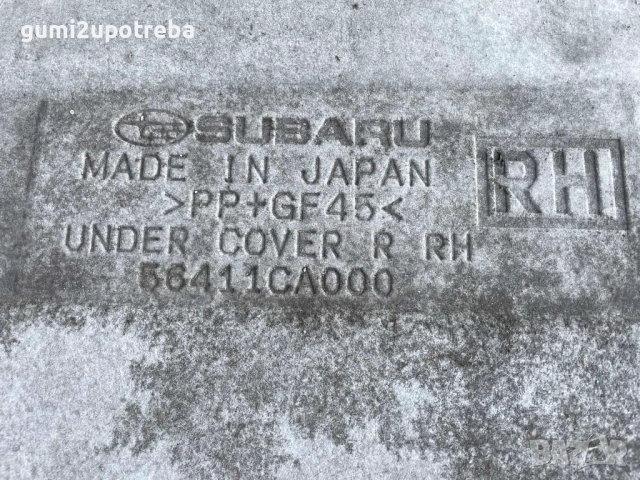 gumi2upotreba
SUBARU
MADE IN JAPAN
>PP+GF45<
RH
UNDER COVER R RH
56411CA000